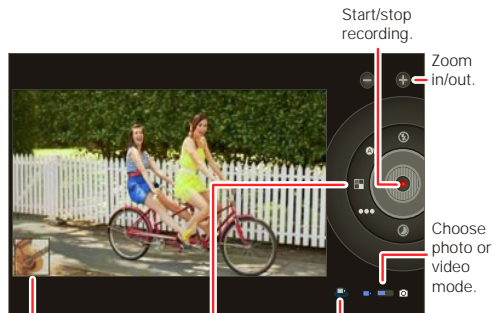 Start/stop
recording.
Zoom
in/out.
Choose
photo or
video
mode.